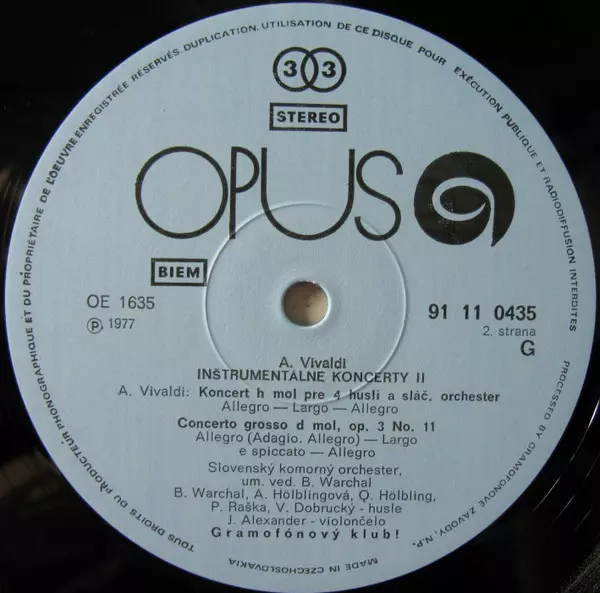 TOUS DROITS DU PRODUCTEUR PHONOGRAPHIQUE ET DU PROPRIÉTAIRE DE L'OEUVRE ENREGISTRÉE RÉSERVÉS. DUPLICATION, UTILISATION DE CE DISQUE POUR EXÉCUTION PUBLIQUE ET RADIODIFFUSION INTERDITES
PROCESSED BY GRAMOFONOVÉ ZÁVODY, N.P.
MADE IN CZECHOSLOVAKIA
33
STEREO
OPUS
BIEM
OE 1635
Ⓟ 1977
91 11 0435
2. strana
G
A. Vivaldi
INŠTRUMENTÁLNE KONCERTY II
A. Vivaldi: Koncert h mol pre 4 husli a sláč. orchester
Allegro — Largo — Allegro
Concerto grosso d mol, op. 3 No. 11
Allegro (Adagio. Allegro) — Largo
e spiccato — Allegro
Slovenský komorný orchester,
um. ved. B. Warchal
B. Warchal, A. Hölblingová, Q. Hölbling,
P. Raška, V. Dobrucký - husle
J. Alexander - violončelo
Gramofónový klub!